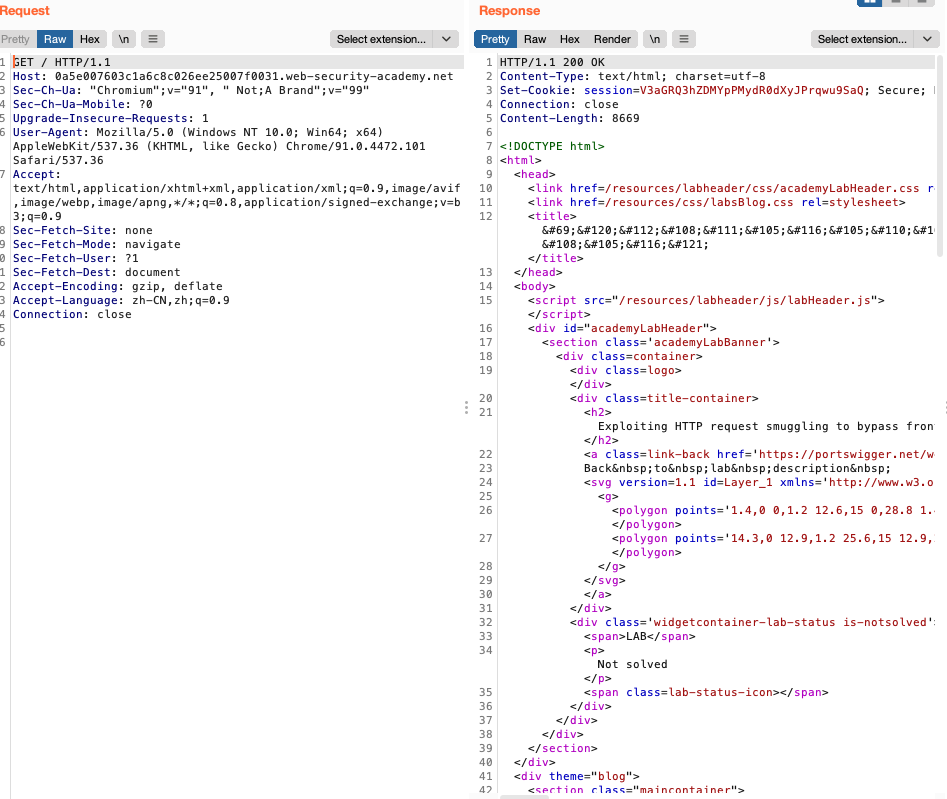 Request
Pretty Raw Hex \n Select extension...
1 GET / HTTP/1.1
2 Host: 0a5e007603c1a6c8c026ee25007f0031.web-security-academy.net
3 Sec-Ch-Ua: "Chromium";v="91", " Not;A Brand";v="99"
4 Sec-Ch-Ua-Mobile: ?0
5 Upgrade-Insecure-Requests: 1
6 User-Agent: Mozilla/5.0 (Windows NT 10.0; Win64; x64)
AppleWebKit/537.36 (KHTML, like Gecko) Chrome/91.0.4472.101
Safari/537.36
7 Accept:
text/html,application/xhtml+xml,application/xml;q=0.9,image/avif
,image/webp,image/apng,*/*;q=0.8,application/signed-exchange;v=b
3;q=0.9
8 Sec-Fetch-Site: none
9 Sec-Fetch-Mode: navigate
0 Sec-Fetch-User: ?1
1 Sec-Fetch-Dest: document
2 Accept-Encoding: gzip, deflate
3 Accept-Language: zh-CN,zh;q=0.9
4 Connection: close
5
6
Response
Pretty Raw Hex Render \n Select extension...
1 HTTP/1.1 200 OK
2 Content-Type: text/html; charset=utf-8
3 Set-Cookie: session=V3aGRQ3hZDMYpPMydR0dXyJPrqwu9SaQ; Secure;
4 Connection: close
5 Content-Length: 8669
6
7 <!DOCTYPE html>
8 <html>
9 <head>
10 <link href=/resources/labheader/css/academyLabHeader.css r
11 <link href=/resources/css/labsBlog.css rel=stylesheet>
12 <title>
&#69;&#120;&#112;&#108;&#111;&#105;&#116;&#105;&#110;&#1
&#108;&#105;&#116;&#121;
</title>
13 </head>
14 <body>
15 <script src="/resources/labheader/js/labHeader.js">
</script>
16 <div id="academyLabHeader">
17 <section class='academyLabBanner'>
18 <div class=container>
19 <div class=logo>
</div>
20 <div class=title-container>
21 <h2>
Exploiting HTTP request smuggling to bypass fron
</h2>
22 <a class=link-back href='https://portswigger.net/w
23 Back&nbsp;to&nbsp;lab&nbsp;description&nbsp;
24 <svg version=1.1 id=Layer_1 xmlns='http://www.w3.o
25 <g>
26 <polygon points='1.4,0 0,1.2 12.6,15 0,28.8 1.
</polygon>
27 <polygon points='14.3,0 12.9,1.2 25.6,15 12.9,
</polygon>
28 </g>
29 </svg>
30 </a>
31 </div>
32 <div class='widgetcontainer-lab-status is-notsolved'
33 <span>LAB</span>
34 <p>
Not solved
</p>
35 <span class=lab-status-icon></span>
36 </div>
37 </div>
38 </div>
39 </section>
40 </div>
41 <div theme="blog">
42 <section class="maincontainer">